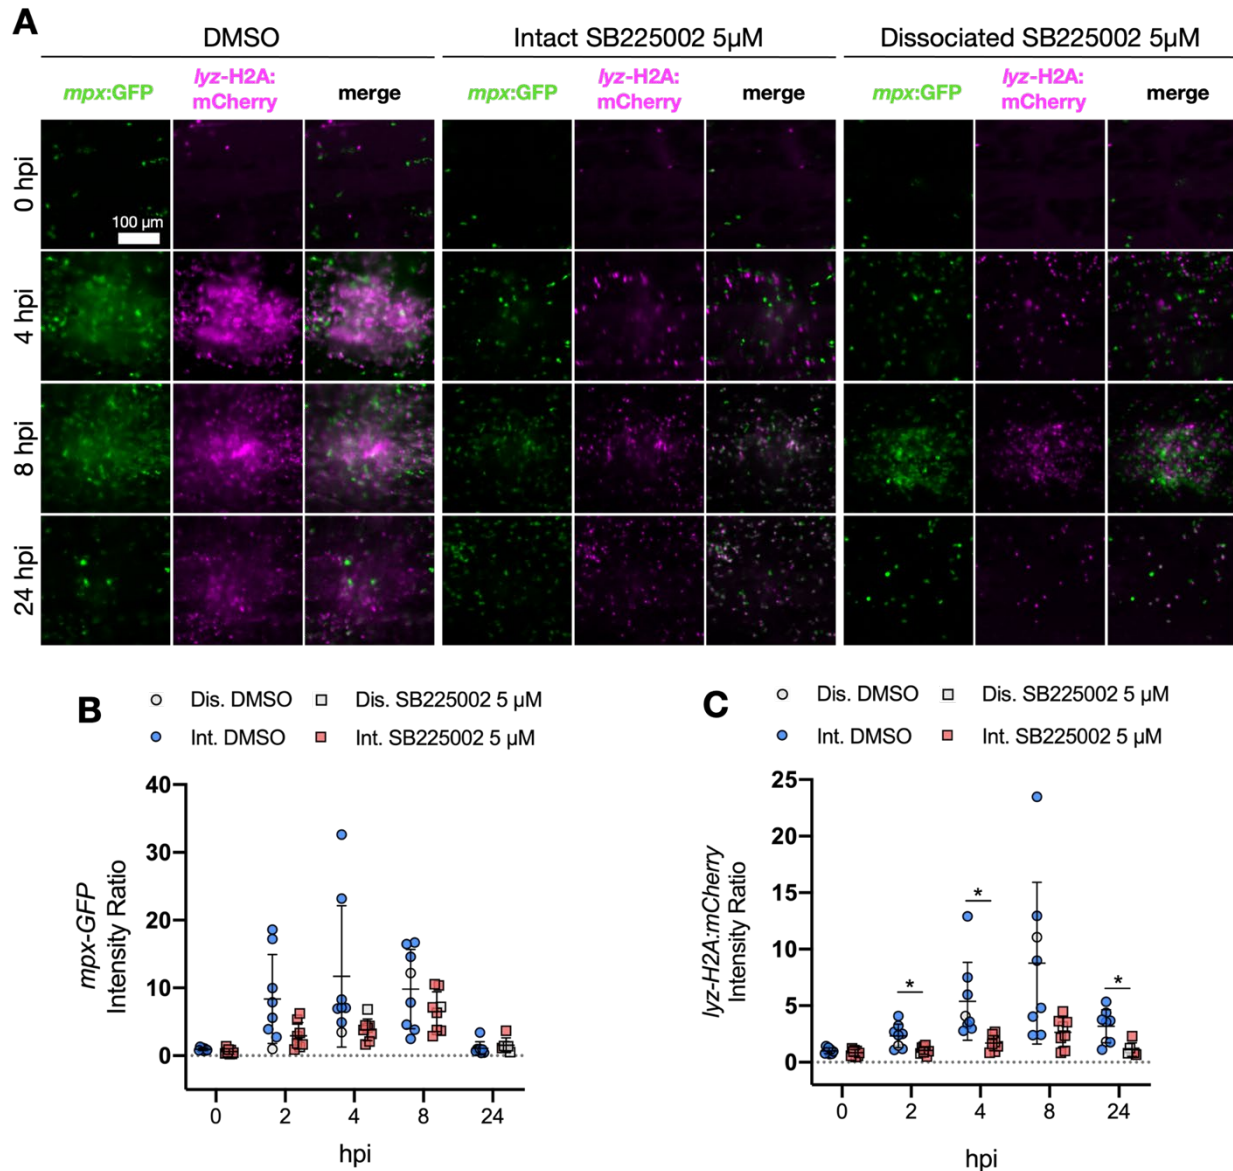 A
DMSO
Intact SB225002 5µM
Dissociated SB225002 5µM
mpx:GFP
lyz-H2A:
mCherry
merge
mpx:GFP
lyz-H2A:
mCherry
merge
mpx:GFP
lyz-H2A:
mCherry
merge
0 hpi
100 µm
4 hpi
8 hpi
24 hpi
B
Dis. DMSO
Dis. SB225002 5 µM
Int. DMSO
Int. SB225002 5 µM
mpx-GFP
Intensity Ratio
40
30
20
10
0
0 2 4 8 24
hpi
C
Dis. DMSO
Dis. SB225002 5 µM
Int. DMSO
Int. SB225002 5 µM
lyz-H2A:mCherry
Intensity Ratio
25
20
15
10
5
0
* * *
0 2 4 8 24
hpi